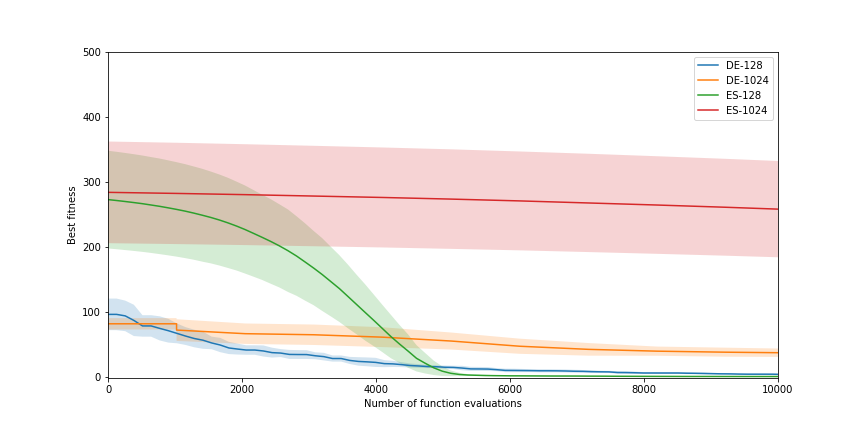 500
400
300
200
100
0
Best fitness
0 2000 4000 6000 8000 10000
Number of function evaluations
DE-128
DE-1024
ES-128
ES-1024